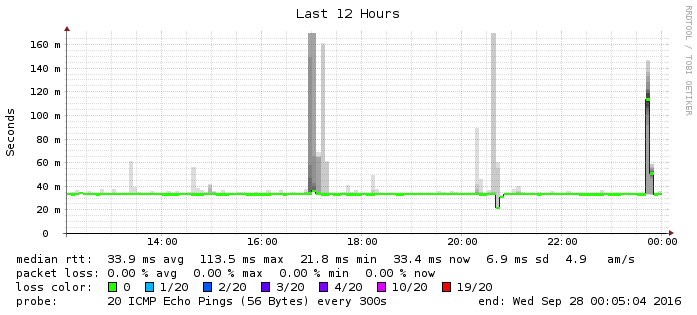 Last 12 Hours
RRDTOOL / TOBI OETIKER
Seconds
160 m
140 m
120 m
100 m
80 m
60 m
40 m
20 m
0
14:00 16:00 18:00 20:00 22:00 00:00
median rtt: 33.9 ms avg 113.5 ms max 21.8 ms min 33.4 ms now 6.9 ms sd 4.9 am/s
packet loss: 0.00 % avg 0.00 % max 0.00 % min 0.00 % now
loss color: 0 1/20 2/20 3/20 4/20 10/20 19/20
probe: 20 ICMP Echo Pings (56 Bytes) every 300s end: Wed Sep 28 00:05:04 2016